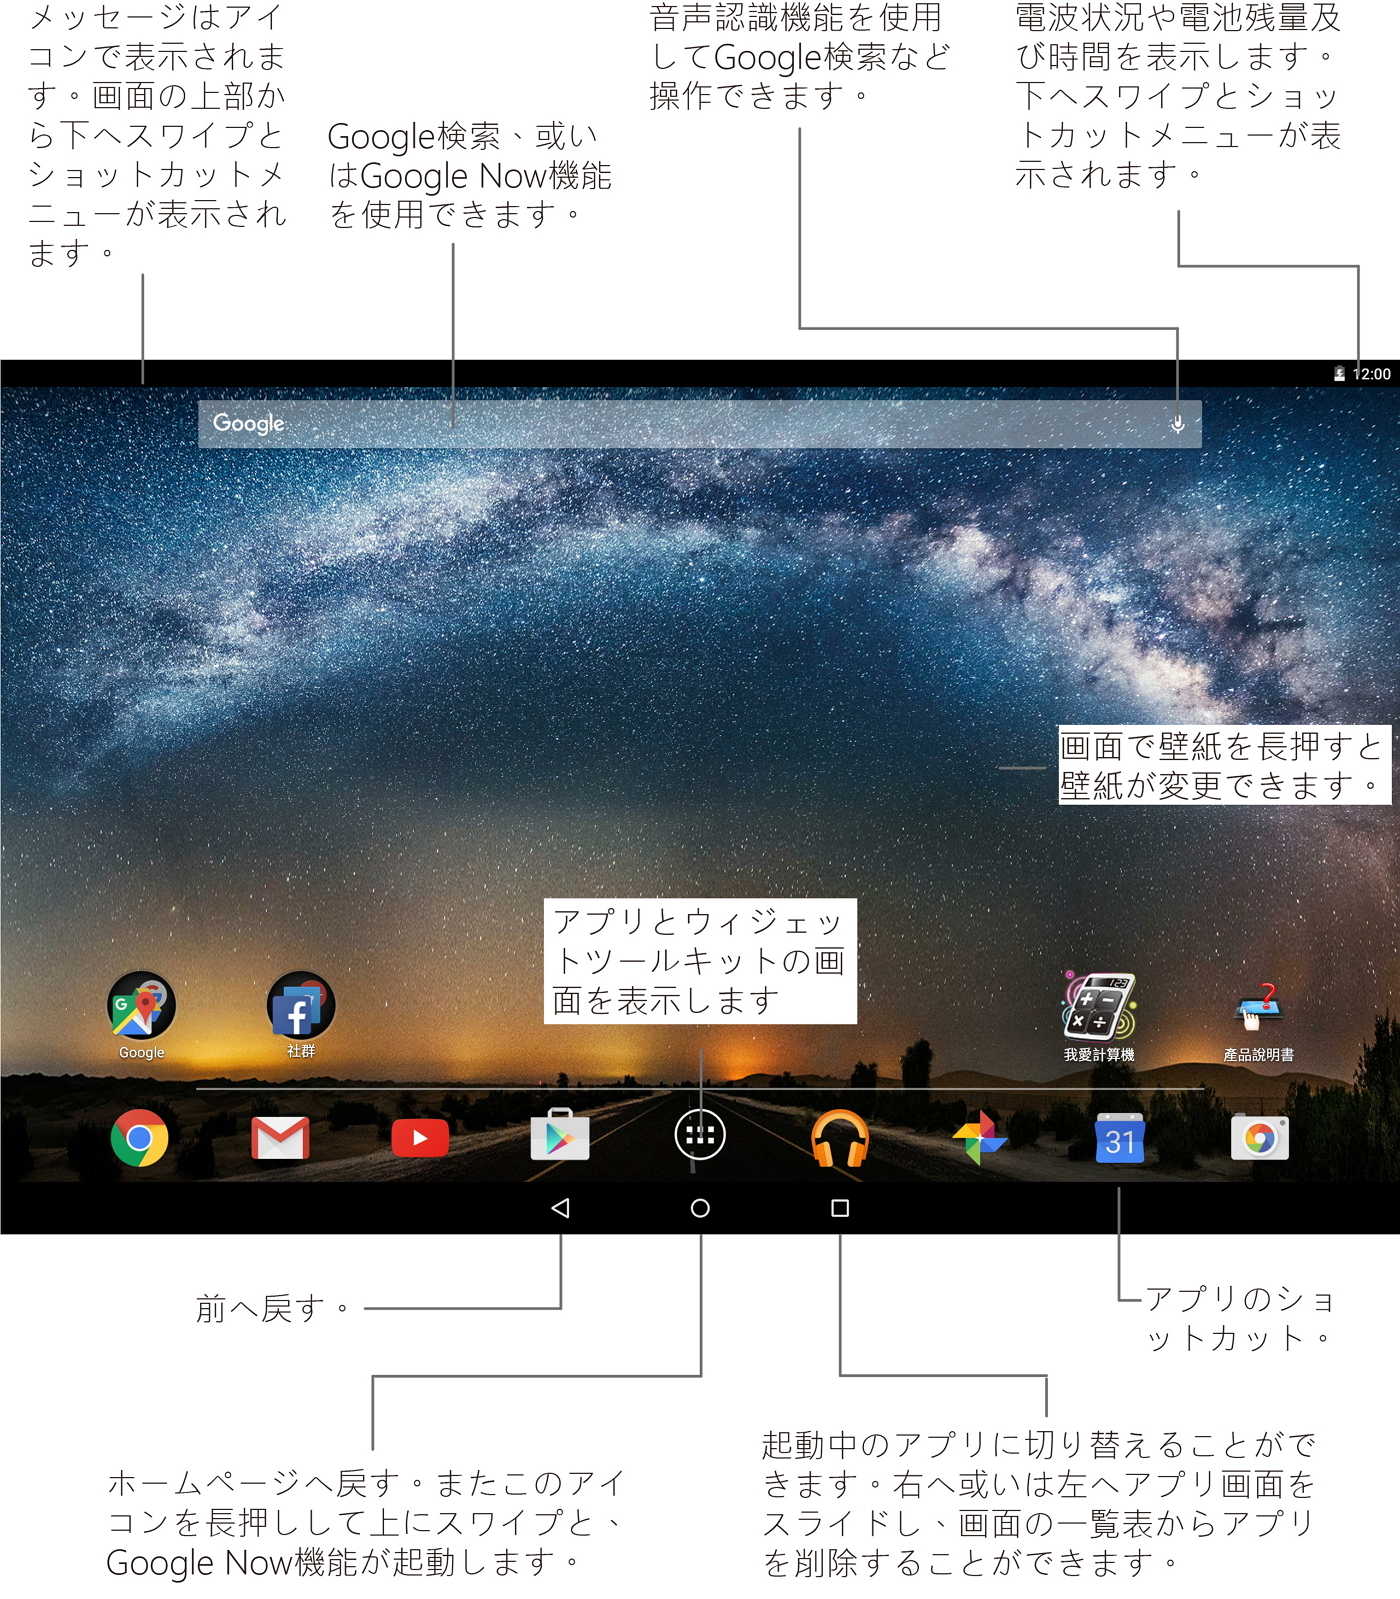 メッセージはアイ
コンで表示されま
す。画面の上部か
ら下へスワイプと
ショットカットメ
ニューが表示され
ます。
Google検索、或い
はGoogle Now機能
を使用できます。
音声認識機能を使用
してGoogle検索など
操作できます。
電波状況や電池残量及
び時間を表示します。
下へスワイプとショッ
トカットメニューが表
示されます。
12:00
Google
画面で壁紙を長押すと
壁紙が変更できます。
アプリとウィジェッ
トツールキットの画
面を表示します
Google
社群
我愛計算機
產品說明書
31
前へ戻す。
アプリのショ
ットカット。
ホームページへ戻す。またこのアイ
コンを長押しして上にスワイプと、
Google Now機能が起動します。
起動中のアプリに切り替えることがで
きます。右へ或いは左へアプリ画面を
スライドし、画面の一覧表からアプリ
を削除することができます。